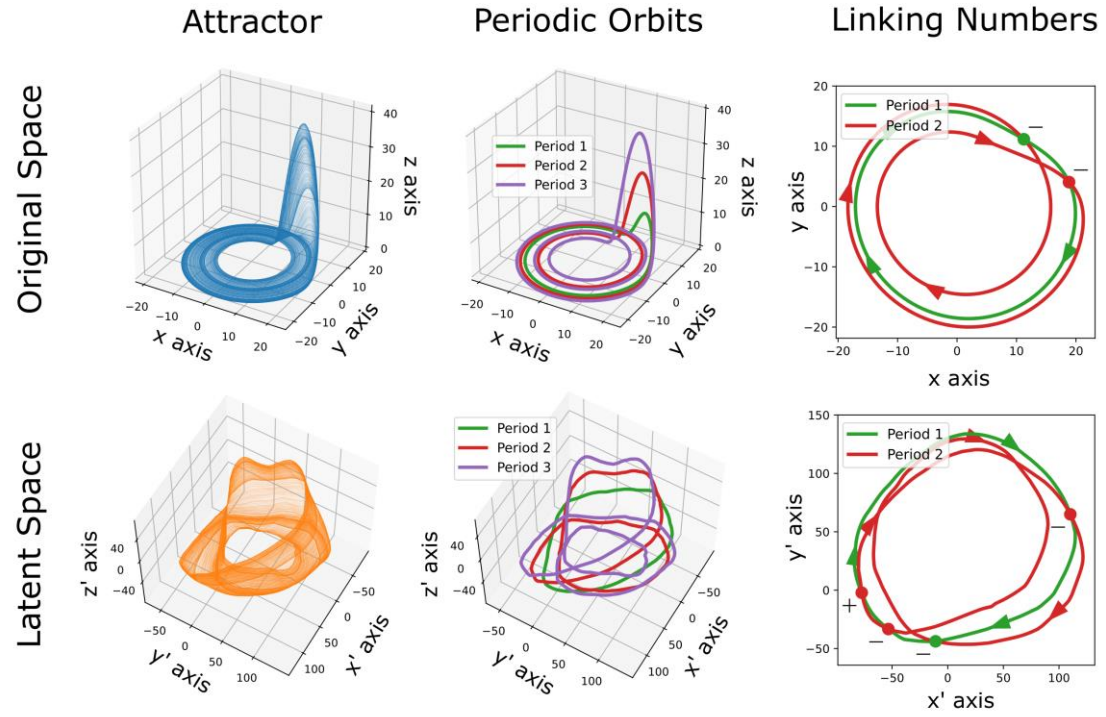 Attractor
Periodic Orbits
Linking Numbers
Original Space
x axis
y axis
z axis
−20
−10
0
10
20
−20
−10
0
10
20
0
10
20
30
40
Period 1
Period 2
Period 3
x axis
y axis
z axis
−20
−10
0
10
20
−20
−10
0
10
20
0
10
20
30
40
Period 1
Period 2
x axis
y axis
20
10
0
−10
−20
−20
−10
0
10
20
−
−
Latent Space
z' axis
y' axis
x' axis
40
0
−40
−50
0
50
100
−50
0
50
100
Period 1
Period 2
Period 3
z' axis
y' axis
x' axis
40
0
−40
−50
0
50
100
−50
0
50
100
Period 1
Period 2
y' axis
x' axis
150
100
50
0
−50
−50
0
50
100
−
+
−
−